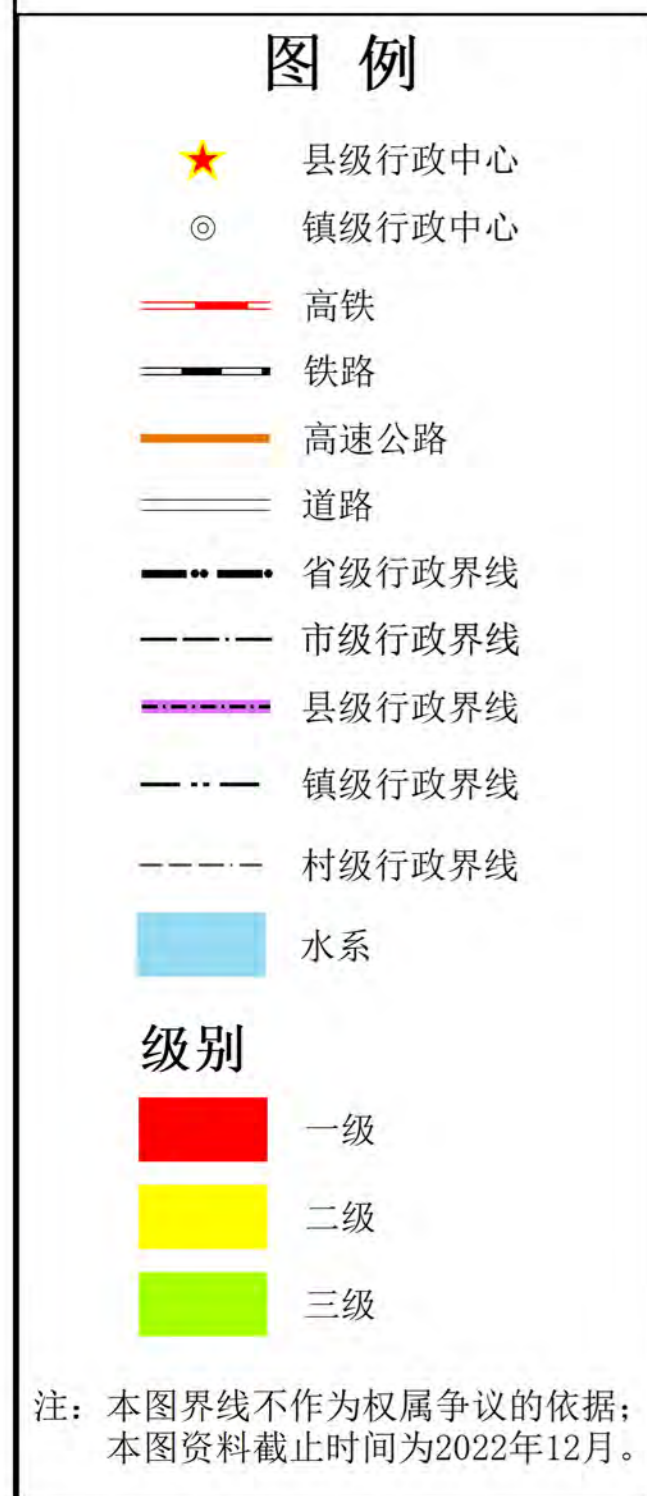 图 例
县级行政中心
镇级行政中心
高铁
铁路
高速公路
道路
省级行政界线
市级行政界线
县级行政界线
镇级行政界线
村级行政界线
水系
级别
一级
二级
三级
注：本图界线不作为权属争议的依据；
本图资料截止时间为2022年12月。